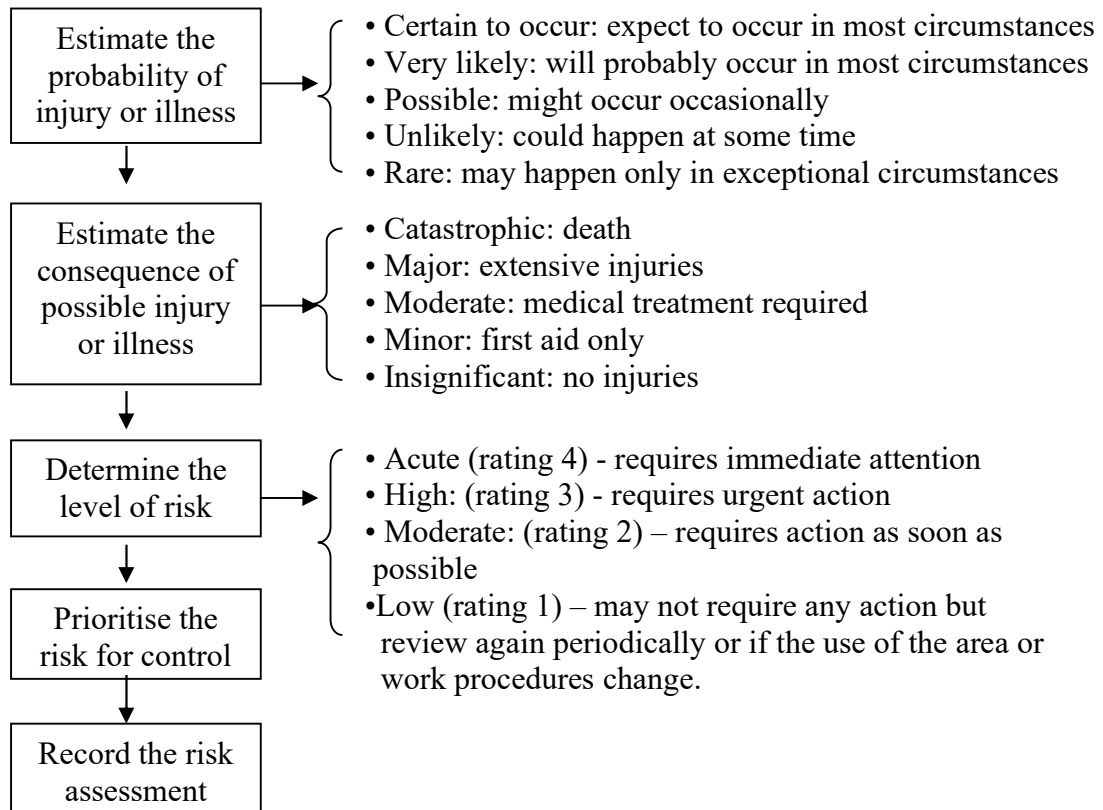 Estimate the
probability of
injury or illness
• Certain to occur: expect to occur in most circumstances
• Very likely: will probably occur in most circumstances
• Possible: might occur occasionally
• Unlikely: could happen at some time
• Rare: may happen only in exceptional circumstances
Estimate the
consequence of
possible injury
or illness
• Catastrophic: death
• Major: extensive injuries
• Moderate: medical treatment required
• Minor: first aid only
• Insignificant: no injuries
Determine the
level of risk
• Acute (rating 4) - requires immediate attention
• High: (rating 3) - requires urgent action
• Moderate: (rating 2) – requires action as soon as
possible
•Low (rating 1) – may not require any action but
review again periodically or if the use of the area or
work procedures change.
Prioritise the
risk for control
Record the risk
assessment